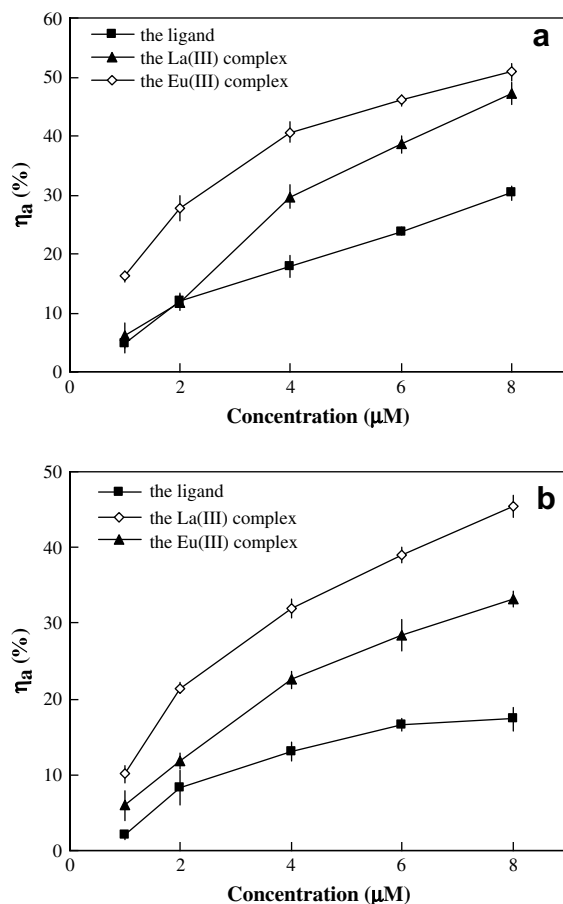 60
50
40
30
20
10
0
ηa (%)
the ligand
the La(III) complex
the Eu(III) complex
a
0 2 4 6 8
Concentration (μM)
50
40
30
20
10
0
ηa (%)
the ligand
the La(III) complex
the Eu(III) complex
b
0 2 4 6 8
Concentration (μM)